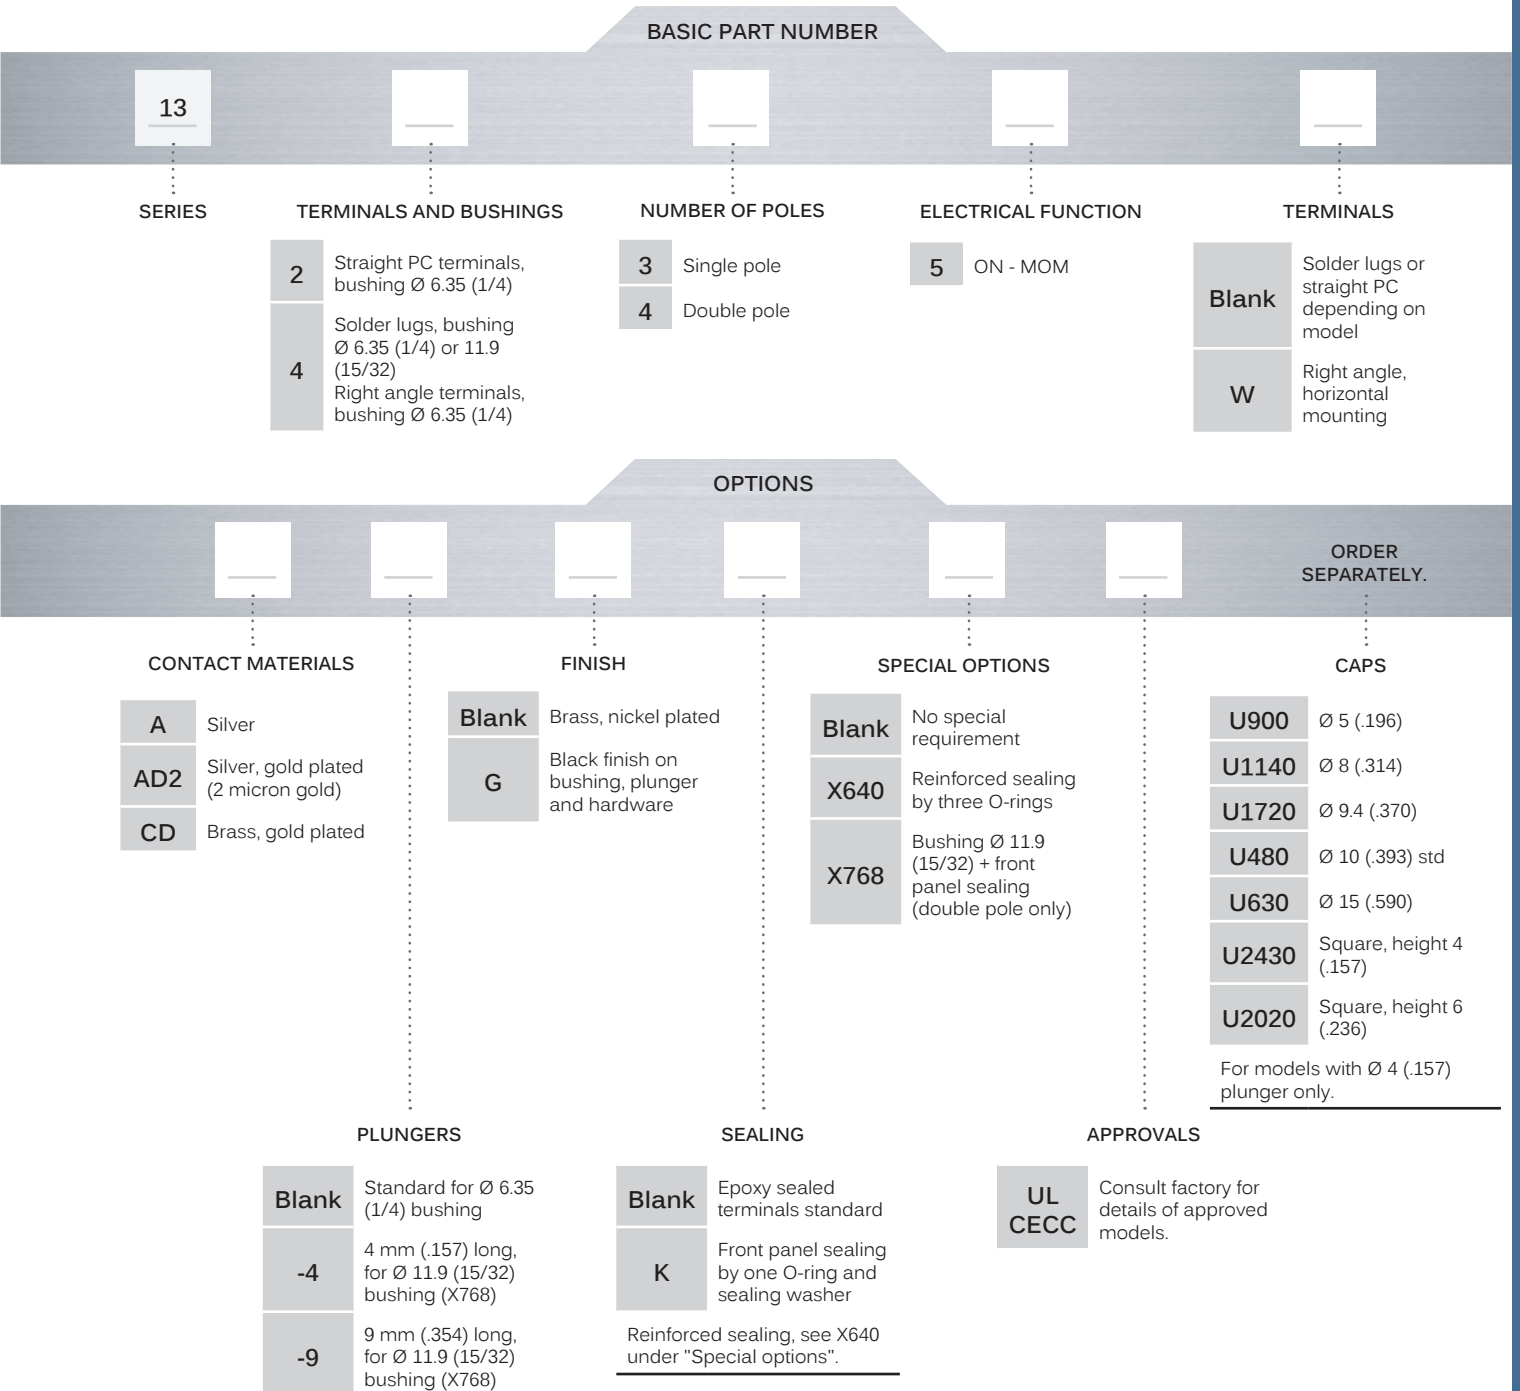 BASIC PART NUMBER
13
SERIES
TERMINALS AND BUSHINGS
2
Straight PC terminals,
bushing Ø 6.35 (1/4)
4
Solder lugs, bushing
Ø 6.35 (1/4) or 11.9
(15/32)
Right angle terminals,
bushing Ø 6.35 (1/4)
NUMBER OF POLES
3
Single pole
4
Double pole
ELECTRICAL FUNCTION
5
ON - MOM
TERMINALS
Blank
Solder lugs or
straight PC
depending on
model
W
Right angle,
horizontal
mounting
OPTIONS
ORDER
SEPARATELY.
CONTACT MATERIALS
A
Silver
AD2
Silver, gold plated
(2 micron gold)
CD
Brass, gold plated
FINISH
Blank
Brass, nickel plated
G
Black finish on
bushing, plunger
and hardware
SPECIAL OPTIONS
Blank
No special
requirement
X640
Reinforced sealing
by three O-rings
X768
Bushing Ø 11.9
(15/32) + front
panel sealing
(double pole only)
CAPS
U900
Ø 5 (.196)
U1140
Ø 8 (.314)
U1720
Ø 9.4 (.370)
U480
Ø 10 (.393) std
U630
Ø 15 (.590)
U2430
Square, height 4
(.157)
U2020
Square, height 6
(.236)
For models with Ø 4 (.157)
plunger only.
PLUNGERS
Blank
Standard for Ø 6.35
(1/4) bushing
-4
4 mm (.157) long,
for Ø 11.9 (15/32)
bushing (X768)
-9
9 mm (.354) long,
for Ø 11.9 (15/32)
bushing (X768)
SEALING
Blank
Epoxy sealed
terminals standard
K
Front panel sealing
by one O-ring and
sealing washer
Reinforced sealing, see X640
under "Special options".
APPROVALS
UL
CECC
Consult factory for
details of approved
models.